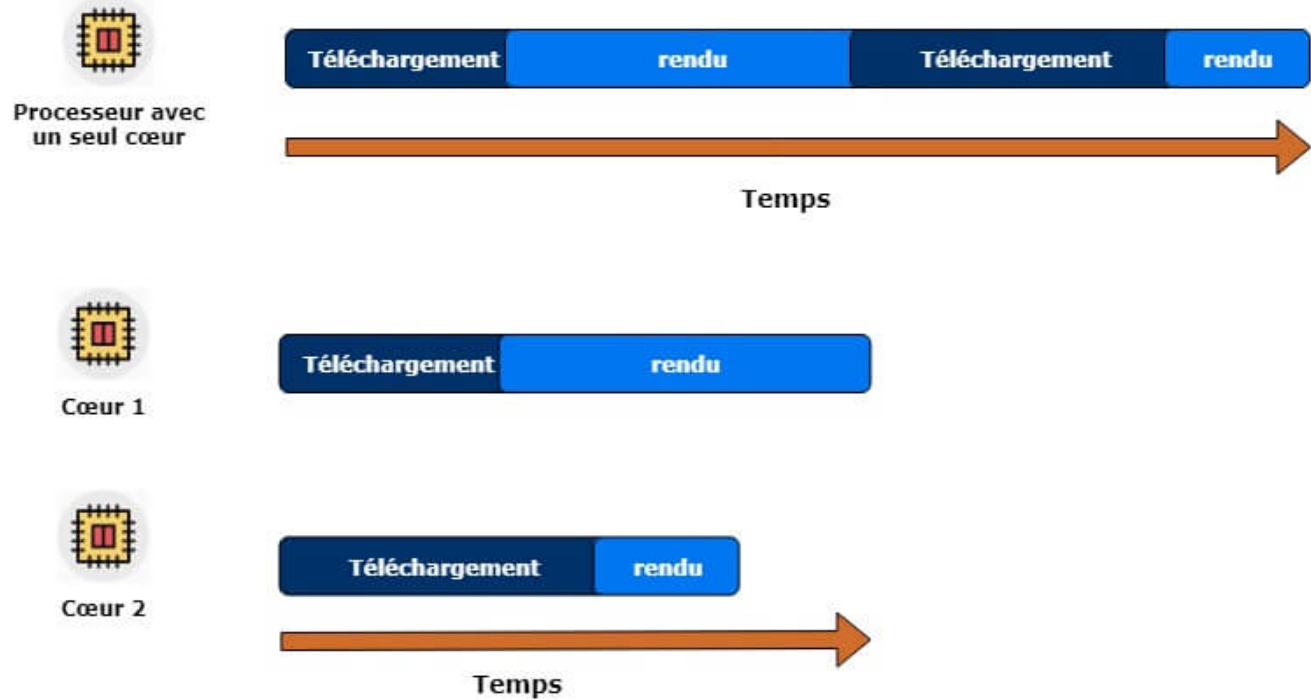 Téléchargement rendu Téléchargement rendu
Processeur avec
un seul cœur
Temps
Téléchargement rendu
Cœur 1
Téléchargement rendu
Cœur 2
Temps